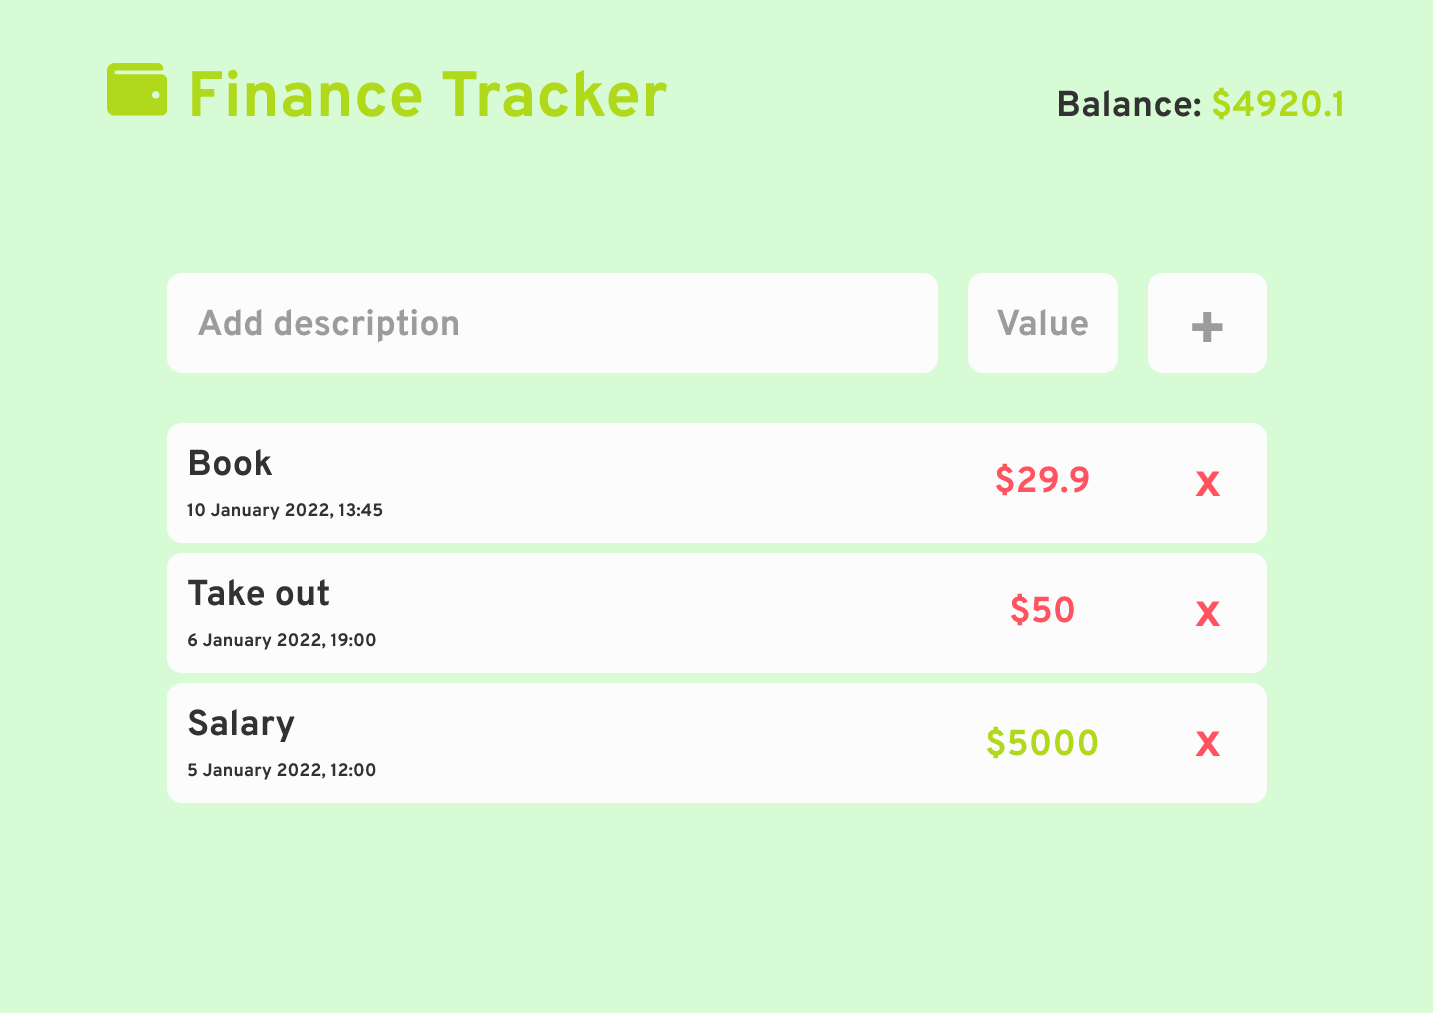 Finance Tracker
Balance: $4920.1
Add description
Value
+
Book
$29.9
x
10 January 2022, 13:45
Take out
$50
x
6 January 2022, 19:00
Salary
$5000
x
5 January 2022, 12:00